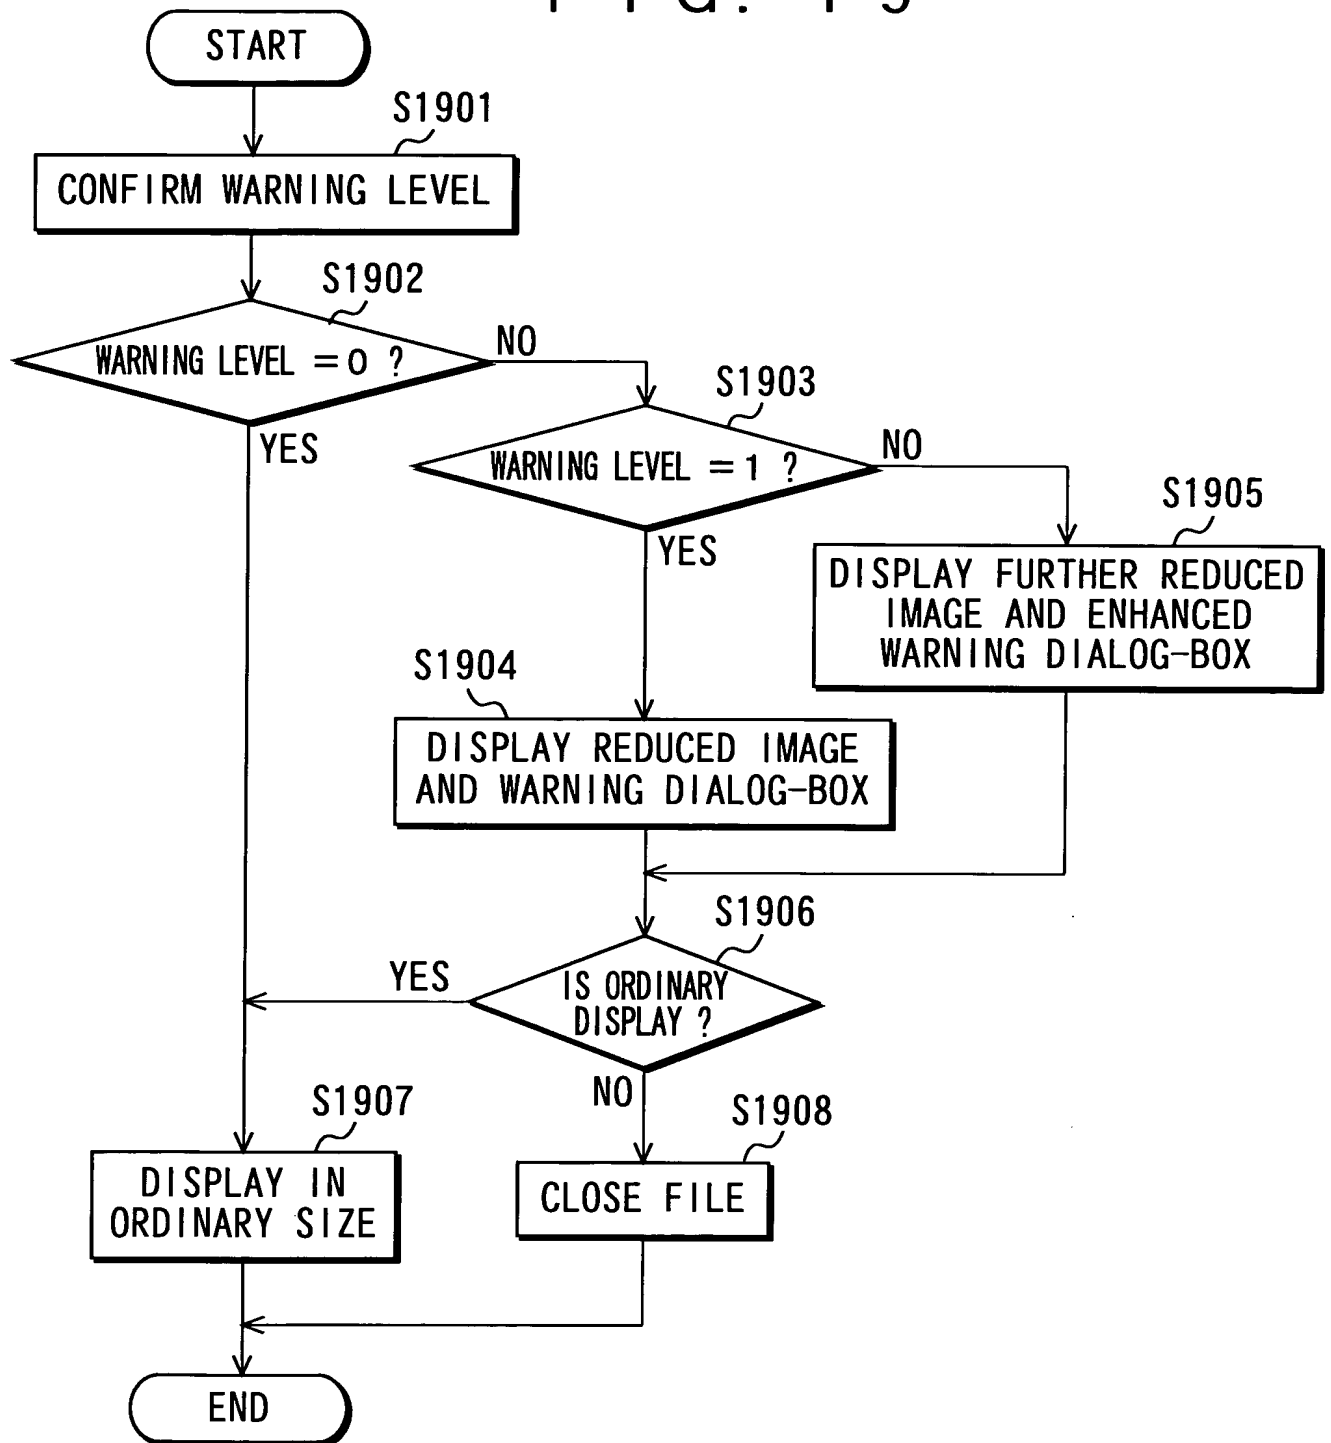 START
S1901
CONFIRM WARNING LEVEL
S1902
WARNING LEVEL = 0 ?
NO
S1903
YES
WARNING LEVEL = 1 ?
NO
S1905
YES
DISPLAY FURTHER REDUCED
IMAGE AND ENHANCED
WARNING DIALOG-BOX
S1904
DISPLAY REDUCED IMAGE
AND WARNING DIALOG-BOX
S1906
YES
IS ORDINARY
DISPLAY ?
NO
S1907
S1908
DISPLAY IN
ORDINARY SIZE
CLOSE FILE
END